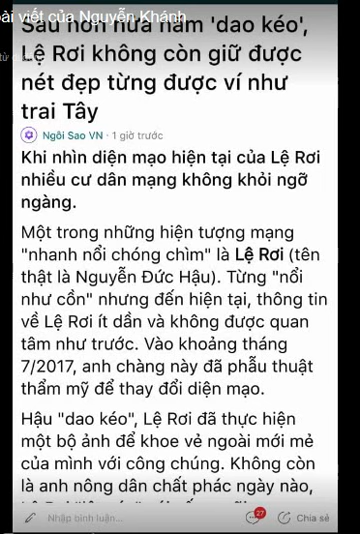 ài viết của Nguyễn Khánh
Sau hơn nửa năm 'dao kéo',
Lệ Rơi không còn giữ được
nét đẹp từng được ví như
trai Tây
Ngôi Sao VN · 1 giờ trước
Khi nhìn diện mạo hiện tại của Lệ Rơi
nhiều cư dân mạng không khỏi ngỡ
ngàng.
Một trong những hiện tượng mạng
"nhanh nổi chóng chìm" là Lệ Rơi (tên
thật là Nguyễn Đức Hậu). Từng "nổi
như cồn" nhưng đến hiện tại, thông tin
về Lệ Rơi ít dần và không được quan
tâm như trước. Vào khoảng tháng
7/2017, anh chàng này đã phẫu thuật
thẩm mỹ để thay đổi diện mạo.
Hậu "dao kéo", Lệ Rơi đã thực hiện
một bộ ảnh để khoe vẻ ngoài mới mẻ
của mình với công chúng. Không còn
là anh nông dân chất phác ngày nào,
Nhập bình luận...
27
Chia sẻ